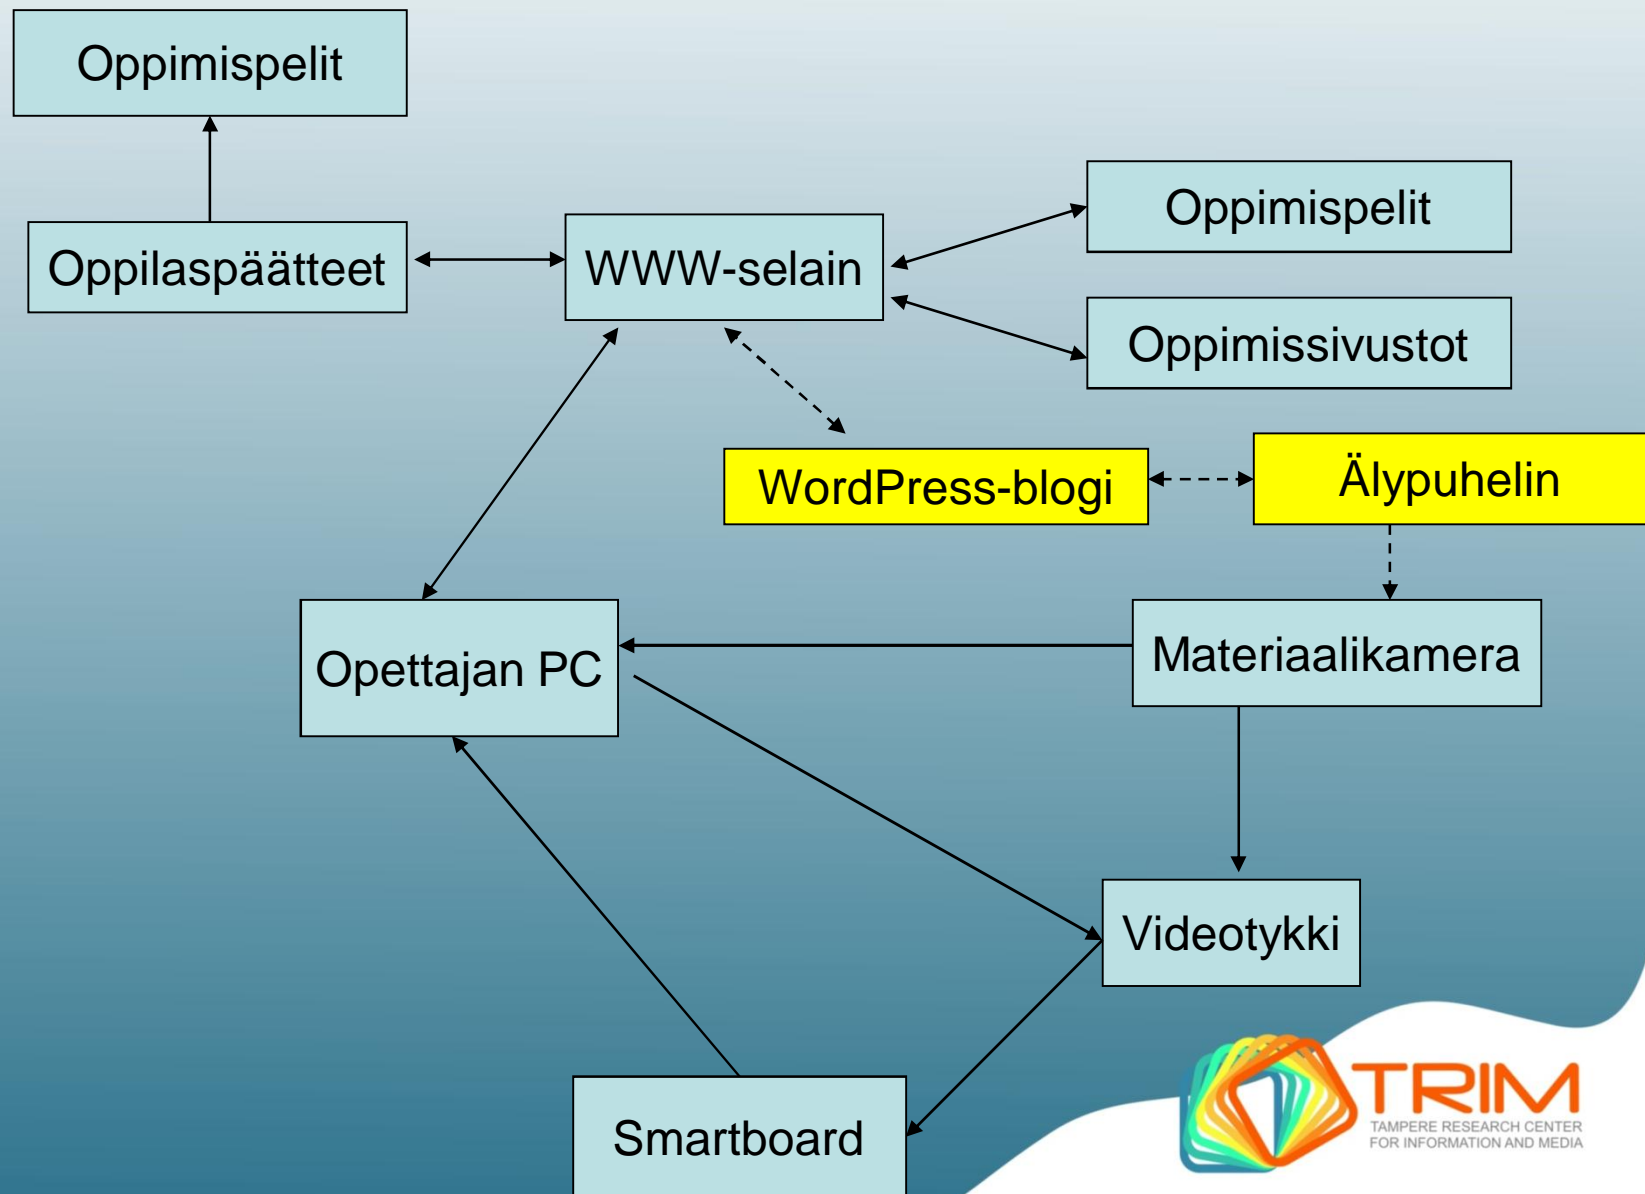 Oppimispelit
Oppimispelit
Oppilaspäätteet
WWW-selain
Oppimissivustot
WordPress-blogi
Älypuhelin
Opettajan PC
Materiaalikamera
Videotykki
Smartboard
TRIM
TAMPERE RESEARCH CENTER
FOR INFORMATION AND MEDIA